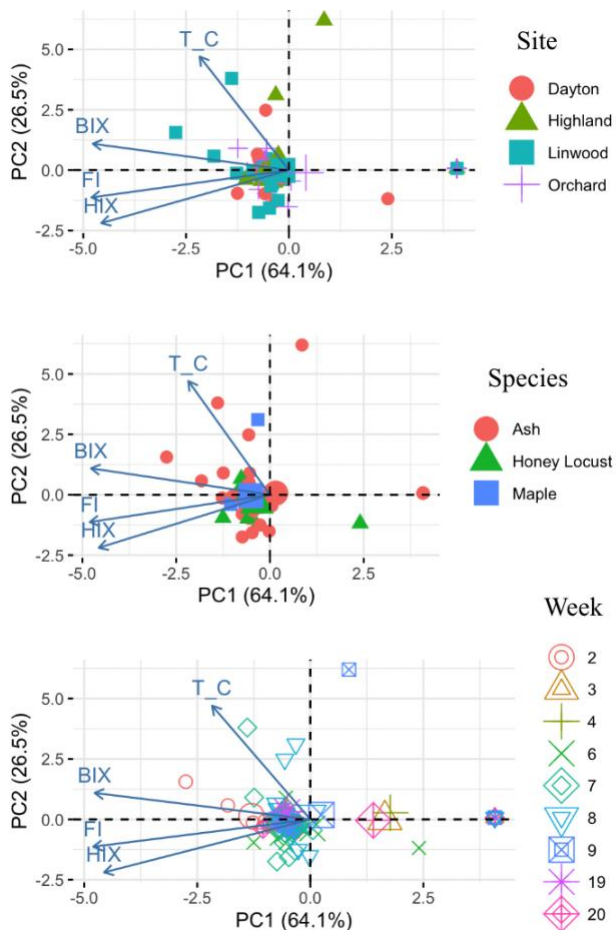 T_C
BIX
FI
HIX
PC2 (26.5%)
5.0
2.5
0.0
-2.5
-5.0
-2.5
0.0
2.5
PC1 (64.1%)
Site
Dayton
Highland
Linwood
Orchard
T_C
BIX
FI
HIX
PC2 (26.5%)
5.0
2.5
0.0
-2.5
-5.0
-2.5
0.0
2.5
PC1 (64.1%)
Species
Ash
Honey Locust
Maple
T_C
BIX
FI
HIX
PC2 (26.5%)
5.0
2.5
0.0
-2.5
-5.0
-2.5
0.0
2.5
PC1 (64.1%)
Week
2
3
4
6
7
8
9
19
20